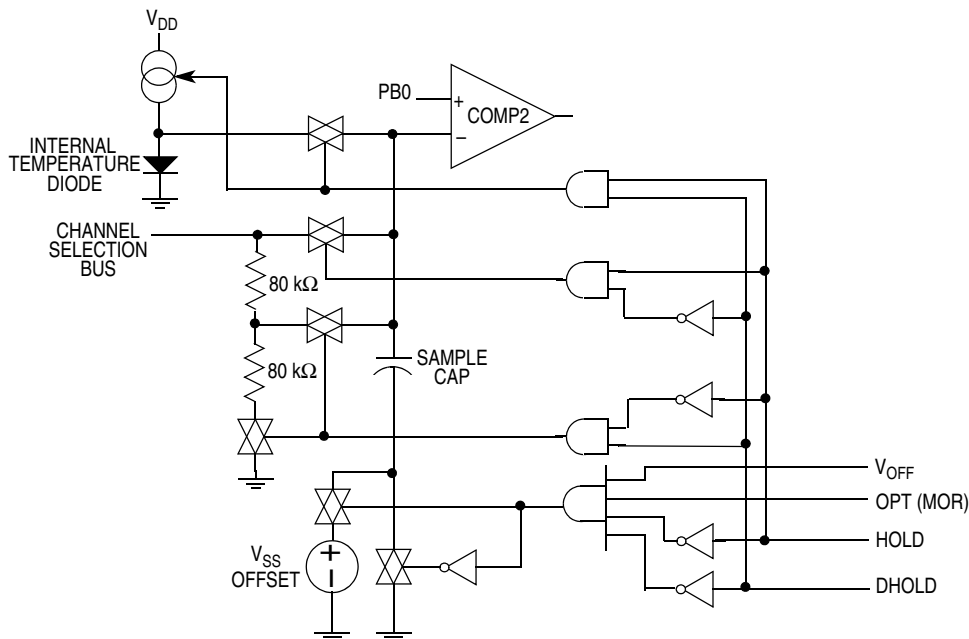 VDD
PB0
+
COMP2
−
INTERNAL
TEMPERATURE
DIODE
CHANNEL
SELECTION
BUS
80 kΩ
80 kΩ
SAMPLE
CAP
VOFF
OPT (MOR)
HOLD
DHOLD
VSS
OFFSET
+
−